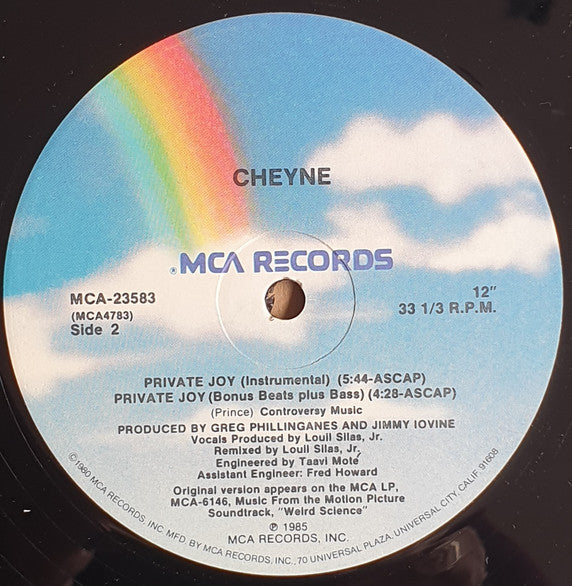 CHEYNE
®MCA RECORDS
MCA-23583
(MCA4783)
Side 2
12"
33 1/3 R.P.M.
PRIVATE JOY (Instrumental) (5:44-ASCAP)
PRIVATE JOY (Bonus Beats plus Bass) (4:28-ASCAP)
(Prince) Controversy Music
PRODUCED BY GREG PHILLINGANES AND JIMMY IOVINE
Vocals Produced by Louil Silas, Jr.
Remixed by Louil Silas, Jr.
Engineered by Taavi Moté
Assistant Engineer: Fred Howard
Original version appears on the MCA LP,
MCA-6146, Music From the Motion Picture
Soundtrack, "Weird Science"
℗ 1985
MCA RECORDS, INC.
©1980 MCA RECORDS, INC. MFD. BY MCA RECORDS, INC., 70 UNIVERSAL PLAZA, UNIVERSAL CITY, CALIF. 91608